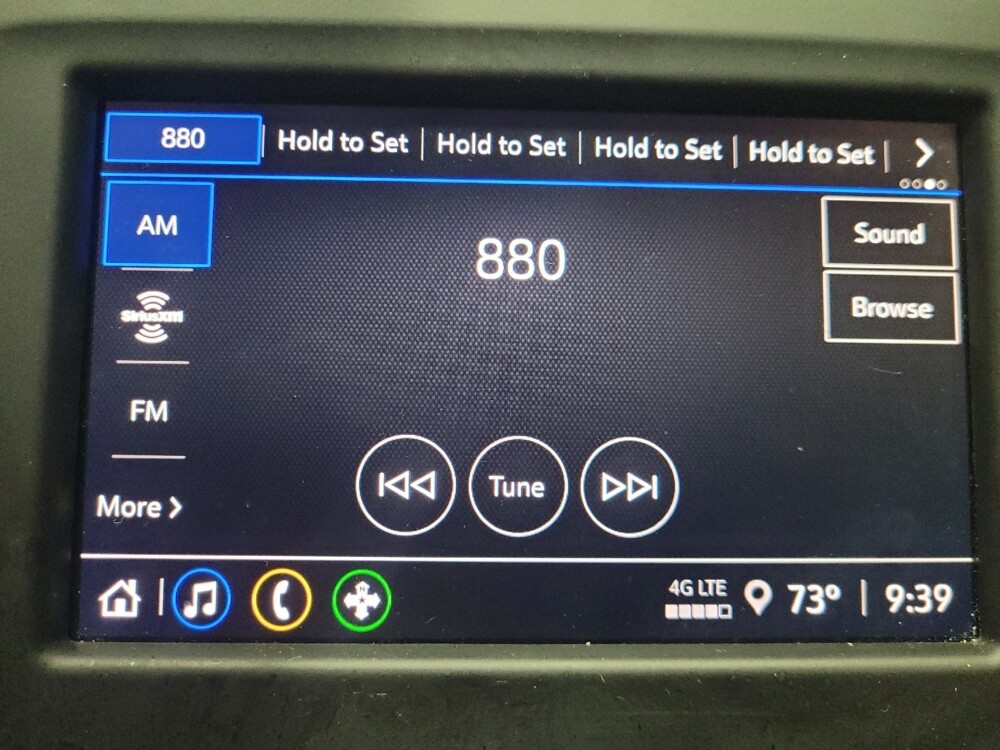 880 | Hold to Set | Hold to Set | Hold to Set | Hold to Set |
AM
880
Sound
SiriusXM
Browse
FM
Tune
More >
4G LTE
73° | 9:39